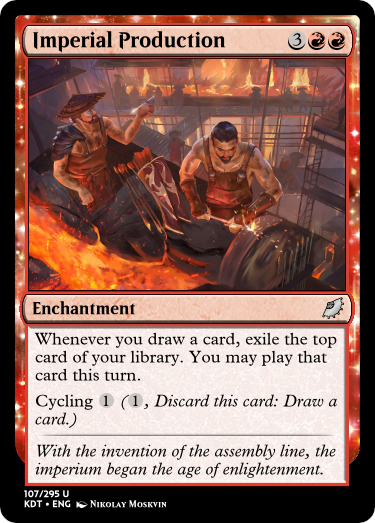 Imperial Production 3
Enchantment
Whenever you draw a card, exile the top
card of your library. You may play that
card this turn.
Cycling 1 (1, Discard this card: Draw a
card.)
With the invention of the assembly line, the
imperium began the age of enlightenment.
107/295 U
KDT • ENG Nikolay Moskvin